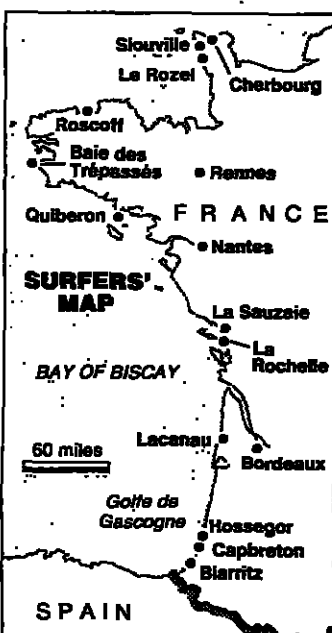 Siouville
Le Rozel
Cherbourg
Roscoff
Baie des
Trépassés
Rennes
Quiberon
FRANCE
Nantes
SURFERS'
MAP
La Sauzaie
La
Rochelle
BAY OF BISCAY
Lacanau
60 miles
Bordeaux
Golfe de
Gascogne
Hossegor
Capbreton
Biarritz
SPAIN